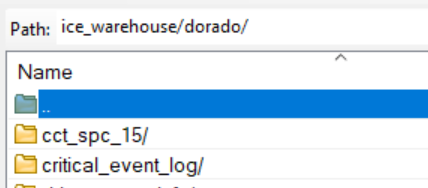 Path: ice_warehouse/dorado/
Name
..
cct_spc_15/
critical_event_log/